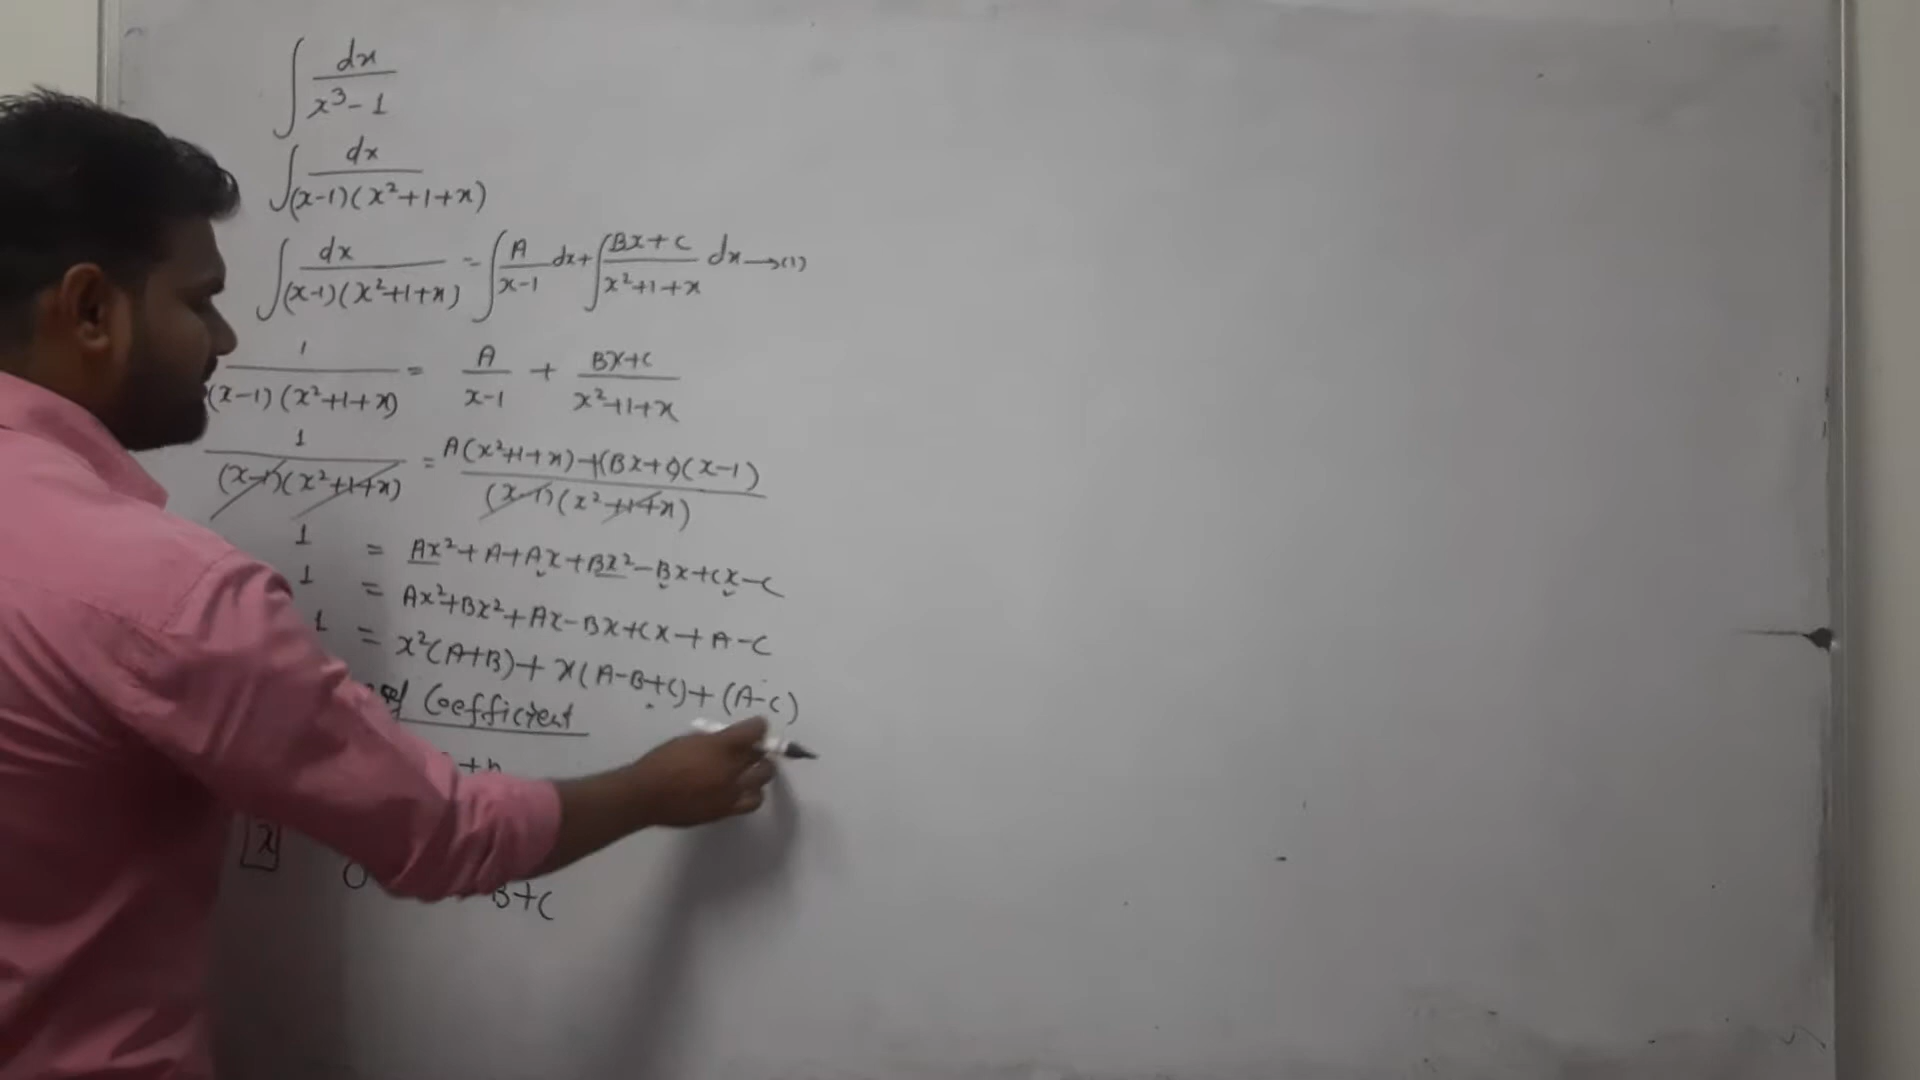 ∫ dx / x³ - 1
∫ dx / (x-1)(x²+1+x)
∫ dx / (x-1)(x²+1+x) = ∫ A / x-1 dx + ∫ Bx+C / x²+1+x dx → (1)
1 / (x-1)(x²+1+x) = A / x-1 + Bx+C / x²+1+x
1 / (x-1)(x²+1+x) = A(x²+1+x)+(Bx+C)(x-1) / (x-1)(x²+1+x)
1 = Ax²+A+Ax+Bx²-Bx+Cx-C
1 = Ax²+Bx²+Ax-Bx+Cx+A-C
1 = x²(A+B)+x(A-B+C)+(A-C)
of Coefficient
x 0 B+C